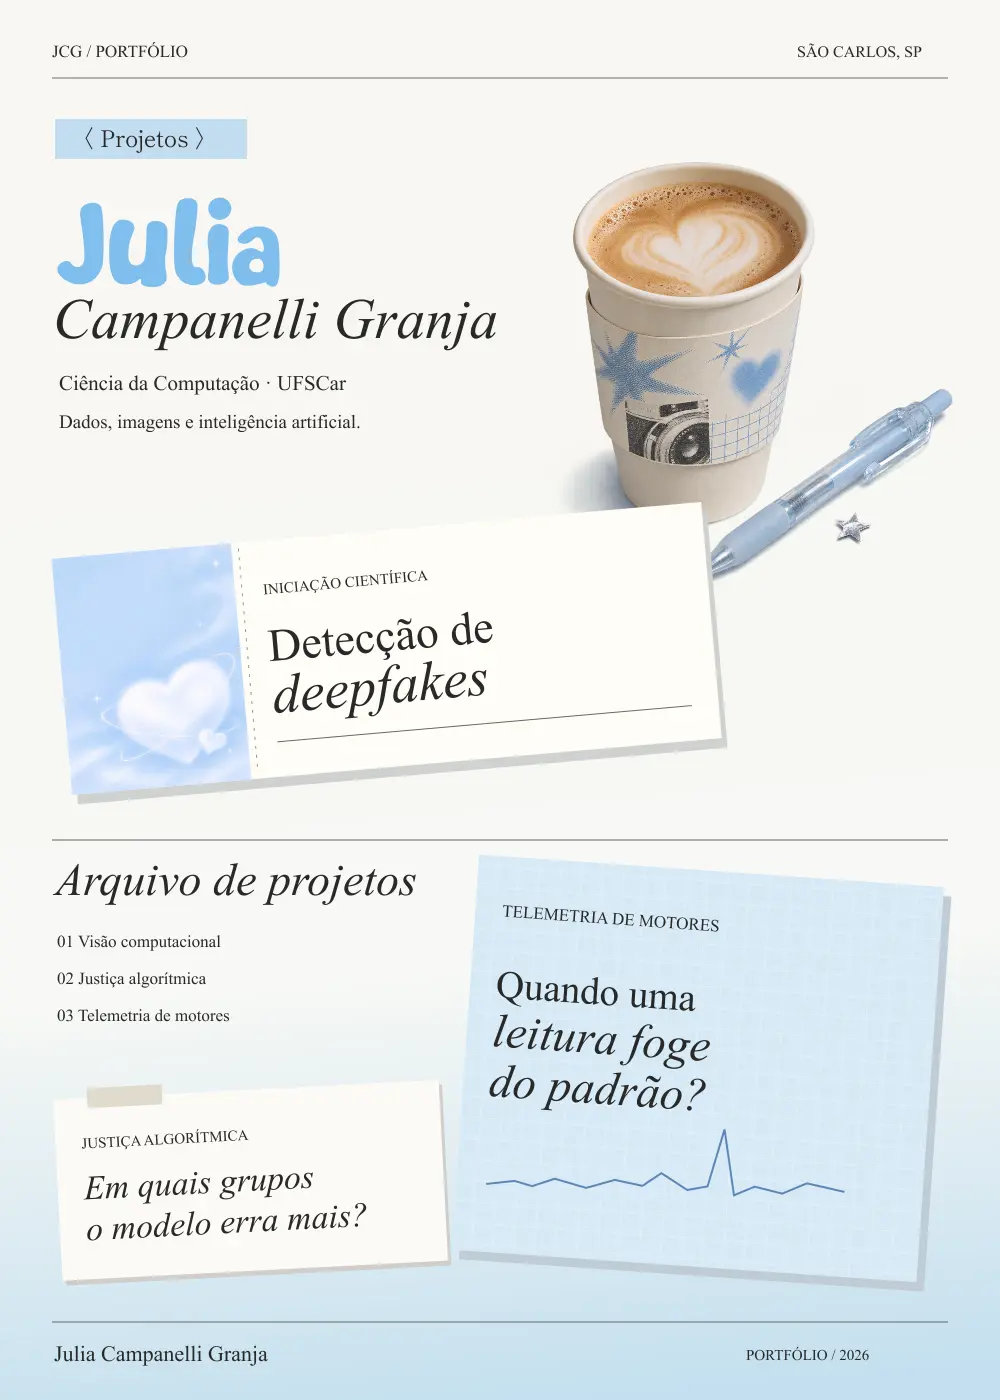 JCG / PORTFÓLIO
SÃO CARLOS, SP
〈 Projetos 〉
Julia
Campanelli Granja
Ciência da Computação · UFSCar
Dados, imagens e inteligência artificial.
INICIAÇÃO CIENTÍFICA
Detecção de
deepfakes
Arquivo de projetos
01 Visão computacional
02 Justiça algorítmica
03 Telemetria de motores
TELEMETRIA DE MOTORES
Quando uma
leitura foge
do padrão?
JUSTIÇA ALGORÍTMICA
Em quais grupos
o modelo erra mais?
Julia Campanelli Granja
PORTFÓLIO / 2026